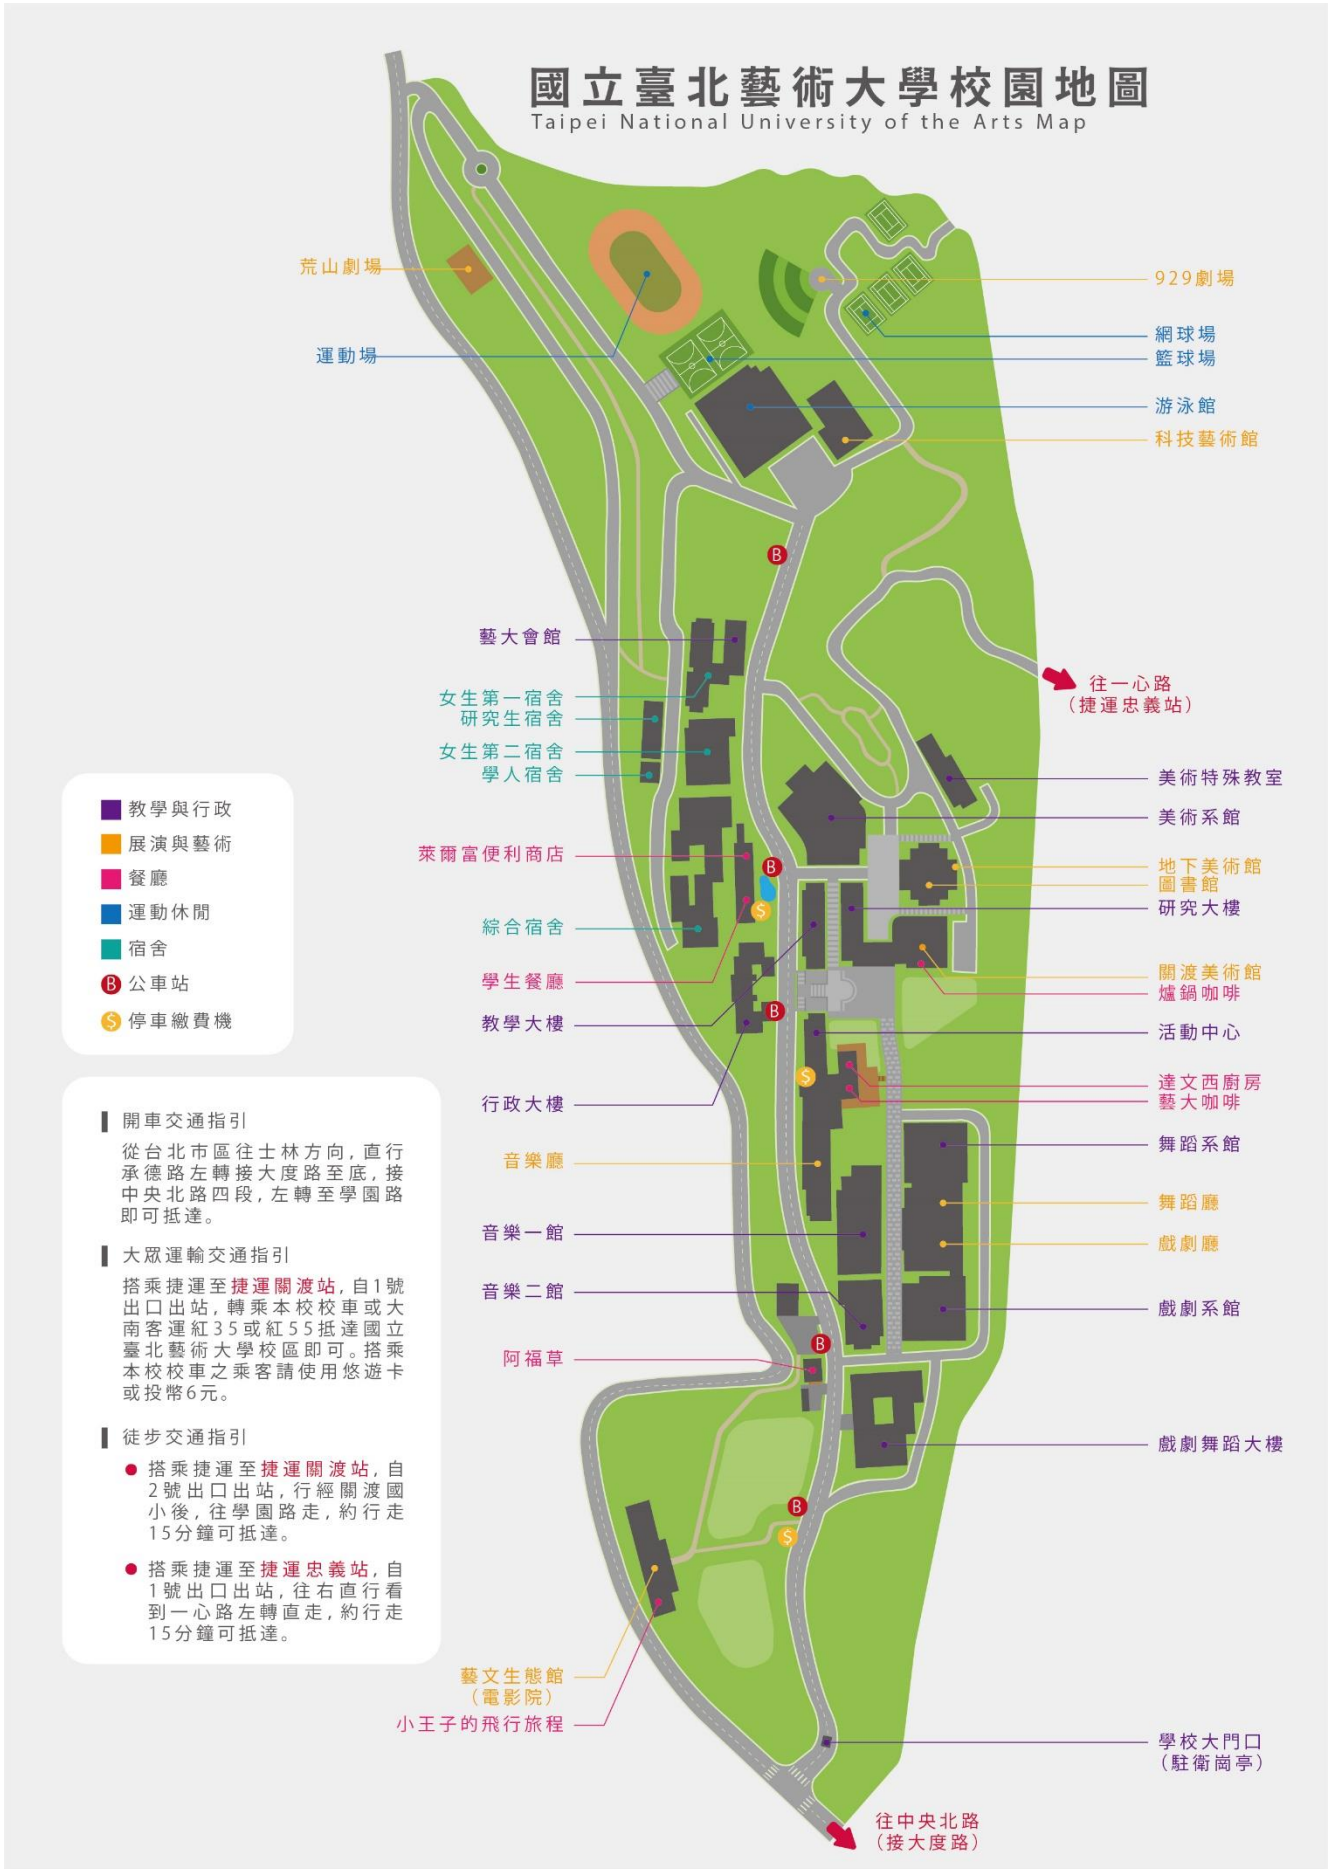 國立臺北藝術大學校園地圖
Taipei National University of the Arts Map
荒山劇場
運動場
929劇場
網球場
籃球場
游泳館
科技藝術館
B
藝大會館
女生第一宿舍
研究生宿舍
女生第二宿舍
學人宿舍
往一心路
(捷運忠義站)
美術特殊教室
美術系館
萊爾富便利商店
B
$
地下美術館
圖書館
研究大樓
綜合宿舍
學生餐廳
教學大樓
B
關渡美術館
爐鍋咖啡
活動中心
$
達文西廚房
藝大咖啡
行政大樓
音樂廳
音樂一館
音樂二館
舞蹈系館
舞蹈廳
戲劇廳
戲劇系館
B
阿福草
戲劇舞蹈大樓
B
$
藝文生態館
(電影院)
小王子的飛行旅程
學校大門口
(駐衛崗亭)
往中央北路
(接大度路)
教學與行政
展演與藝術
餐廳
運動休閒
宿舍
B 公車站
$ 停車繳費機
開車交通指引
從台北市區往士林方向,直行
承德路左轉接大度路至底,接
中央北路四段,左轉至學園路
即可抵達。
大眾運輸交通指引
搭乘捷運至捷運關渡站,自1號
出口出站,轉乘本校校車或大
南客運紅35或紅55抵達國立
臺北藝術大學校區即可。搭乘
本校校車之乘客請使用悠遊卡
或投幣6元。
徒步交通指引
搭乘捷運至捷運關渡站,自
2號出口出站,行經關渡國
小後,往學園路走,約行走
15分鐘可抵達。
搭乘捷運至捷運忠義站,自
1號出口出站,往右直行看
到一心路左轉直走,約行走
15分鐘可抵達。